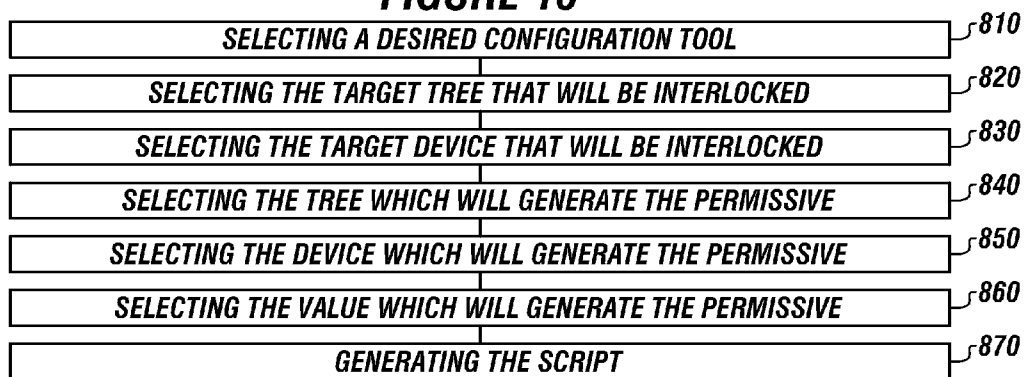 FIGURE 10
SELECTING A DESIRED CONFIGURATION TOOL 810
SELECTING THE TARGET TREE THAT WILL BE INTERLOCKED 820
SELECTING THE TARGET DEVICE THAT WILL BE INTERLOCKED 830
SELECTING THE TREE WHICH WILL GENERATE THE PERMISSIVE 840
SELECTING THE DEVICE WHICH WILL GENERATE THE PERMISSIVE 850
SELECTING THE VALUE WHICH WILL GENERATE THE PERMISSIVE 860
GENERATING THE SCRIPT 870